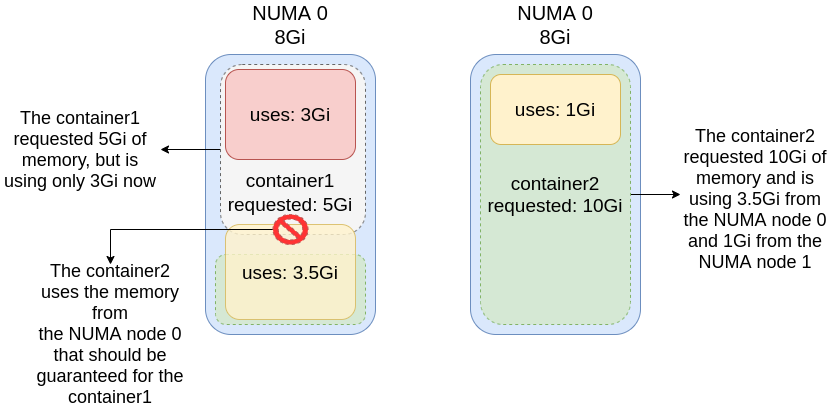 NUMA 0
8Gi
NUMA 0
8Gi
uses: 3Gi
container1
requested: 5Gi
uses: 3.5Gi
uses: 1Gi
container2
requested: 10Gi
The container1
requested 5Gi of
memory, but is
using only 3Gi now
The container2
uses the memory
from
the NUMA node 0
that should be
guaranteed for the
container1
The container2
requested 10Gi of
memory and is
using 3.5Gi from
the NUMA node 0
and 1Gi from the
NUMA node 1